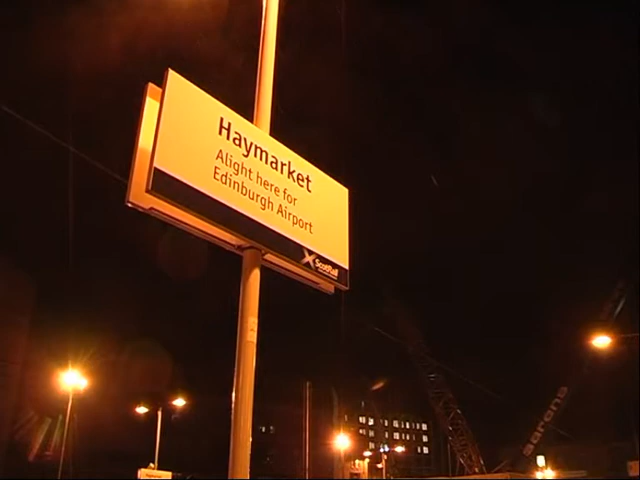 Haymarket
Alight here for
Edinburgh Airport
ScotRail
sarens